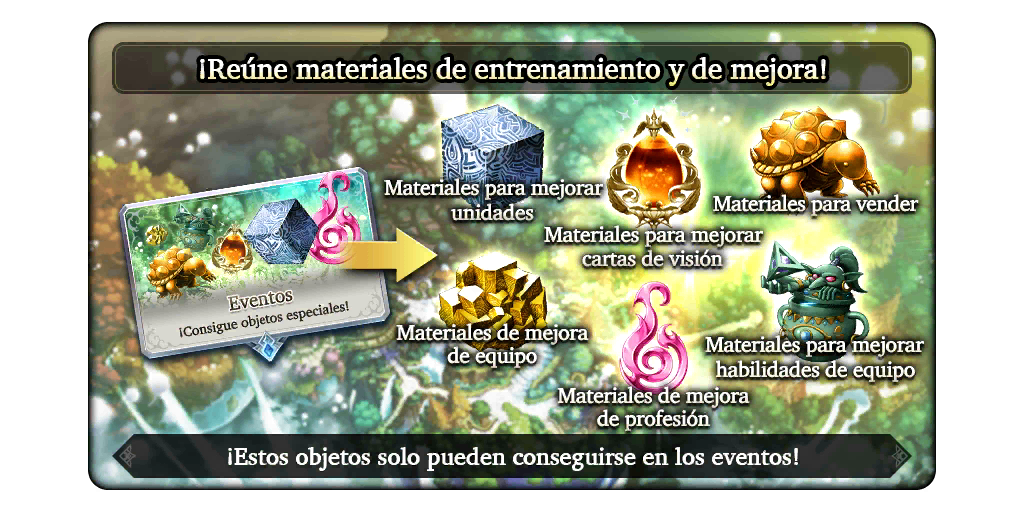 ¡Reúne materiales de entrenamiento y de mejora!
Materiales para mejorar
unidades
Materiales para mejorar
cartas de visión
Materiales para vender
Eventos
¡Consigue objetos especiales!
Materiales de mejora
de equipo
Materiales de mejora
de profesión
Materiales para mejorar
habilidades de equipo
¡Estos objetos solo pueden conseguirse en los eventos!